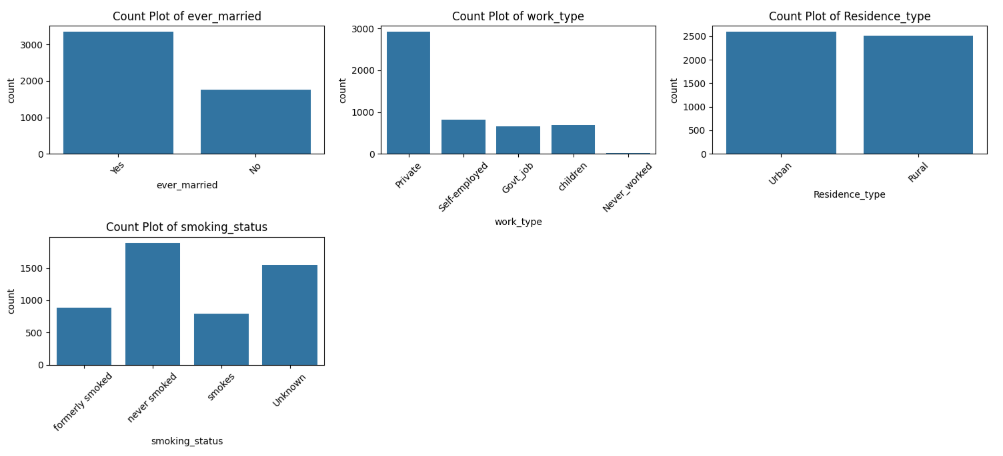 Count Plot of ever_married
3000
2000
1000
0
count
Yes
No
ever_married
Count Plot of work_type
3000
2000
1000
0
count
Private
Self-employed
Govt_job
children
Never_worked
work_type
Count Plot of Residence_type
2500
2000
1500
1000
500
0
count
Urban
Rural
Residence_type
Count Plot of smoking_status
1500
1000
500
0
count
formerly smoked
never smoked
smokes
Unknown
smoking_status